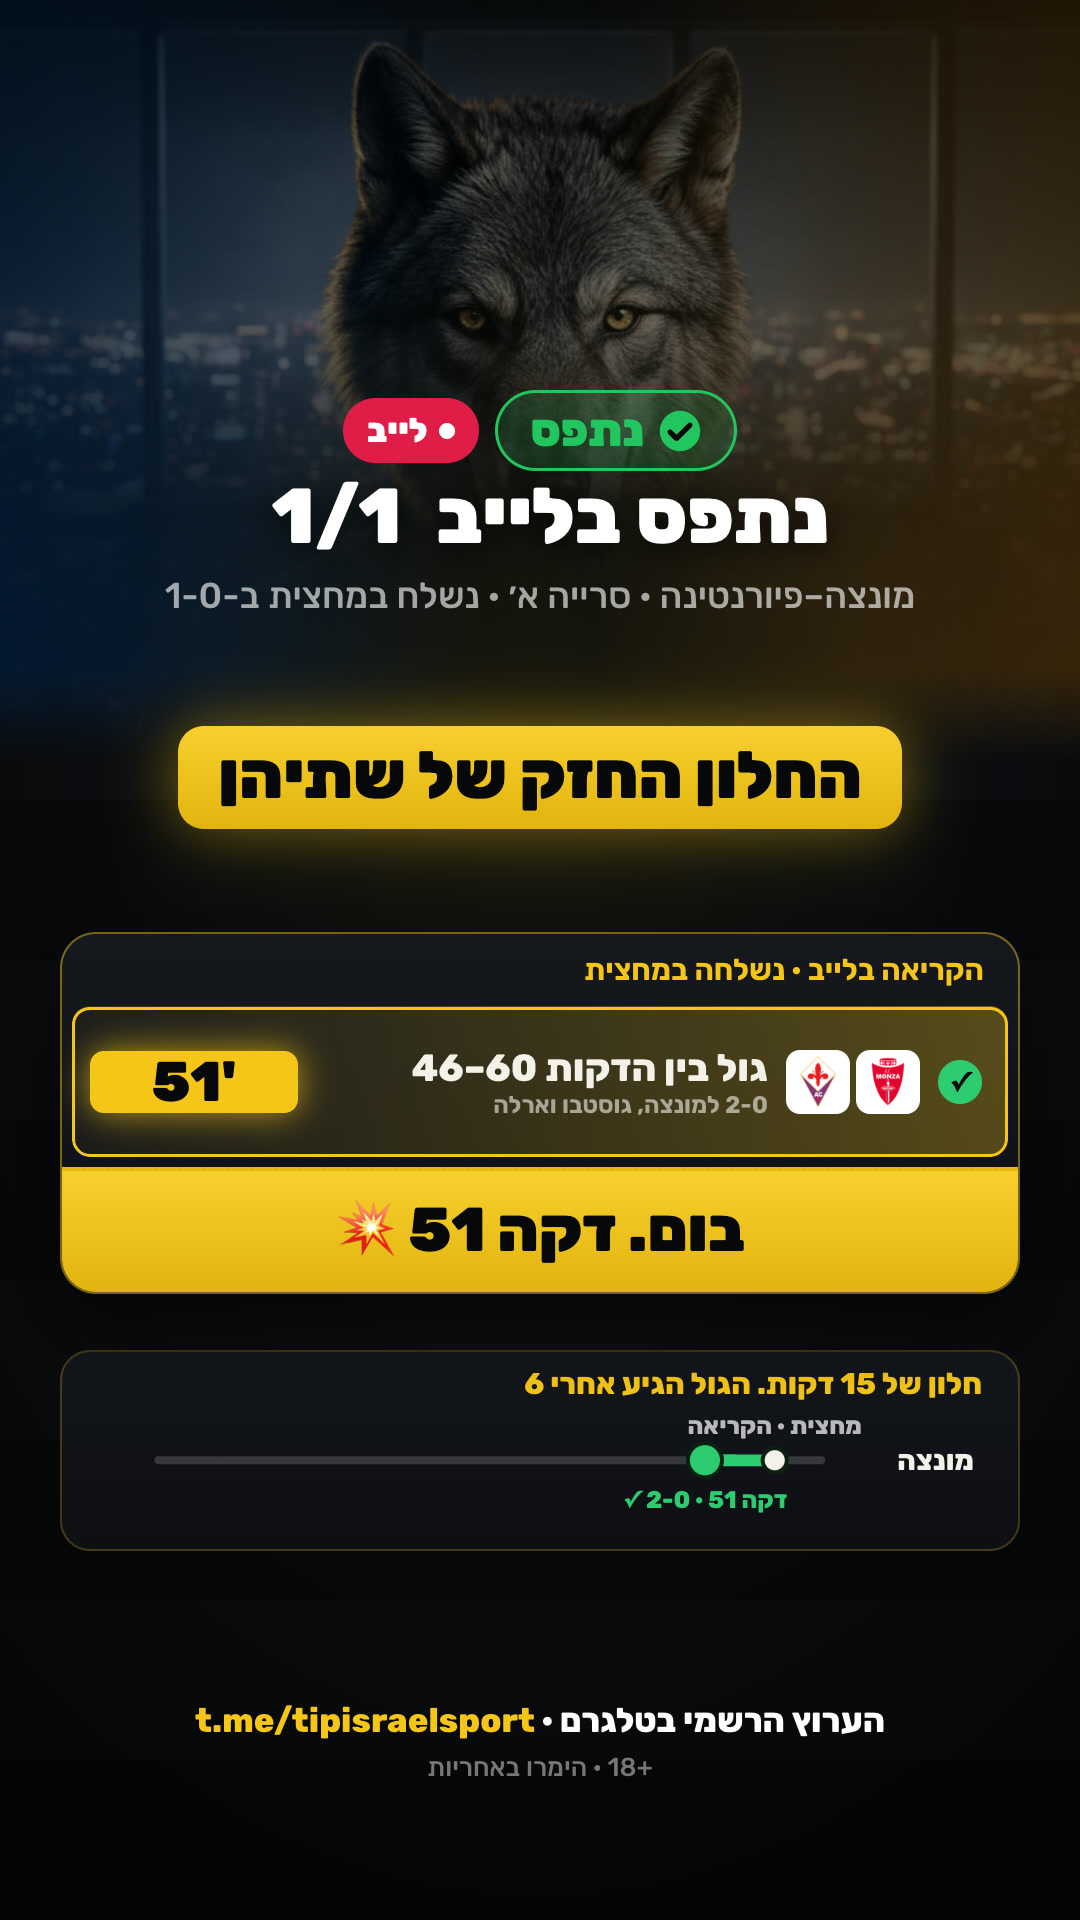 נתפס
לייב
נתפס בלייב 1/1
מונצה–פיורנטינה • סרייה א׳ • נשלח במחצית ב-1-0
החלון החזק של שתיהן
הקריאה בלייב • נשלחה במחצית
גול בין הדקות 46–60
2-0 למונצה, גוסטבו וארלה
51'
MONZA
AC
בום. דקה 51 💥
חלון של 15 דקות. הגול הגיע אחרי 6
מחצית • הקריאה
מונצה
דקה 51 • 2-0 ✓
הערוץ הרשמי בטלגרם • t.me/tipisraelsport
18+ • הימרו באחריות